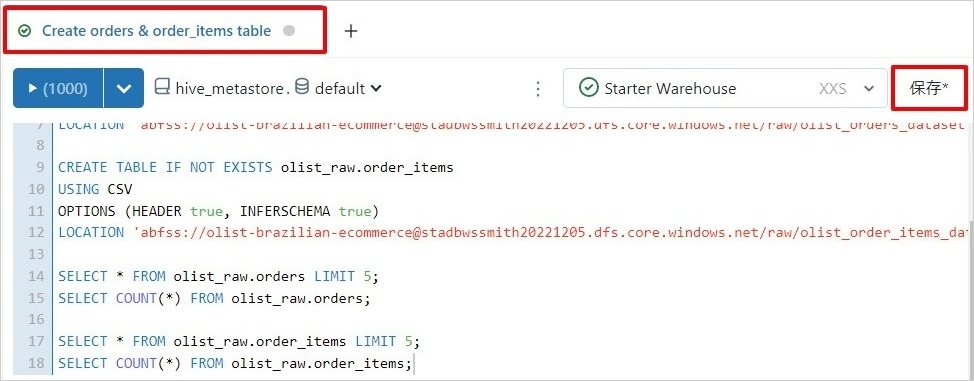 Create orders & order_items table
(1000) hive_metastore. default Starter Warehouse XXS 保存*
7 LOCATION 'abfss://olist-brazilian-ecommerce@stadbwssmith20221205.dfs.core.windows.net/raw/olist_orders_dataset
8
9 CREATE TABLE IF NOT EXISTS olist_raw.order_items
10 USING CSV
11 OPTIONS (HEADER true, INFERSCHEMA true)
12 LOCATION 'abfss://olist-brazilian-ecommerce@stadbwssmith20221205.dfs.core.windows.net/raw/olist_order_items_dat
13
14 SELECT * FROM olist_raw.orders LIMIT 5;
15 SELECT COUNT(*) FROM olist_raw.orders;
16
17 SELECT * FROM olist_raw.order_items LIMIT 5;
18 SELECT COUNT(*) FROM olist_raw.order_items;